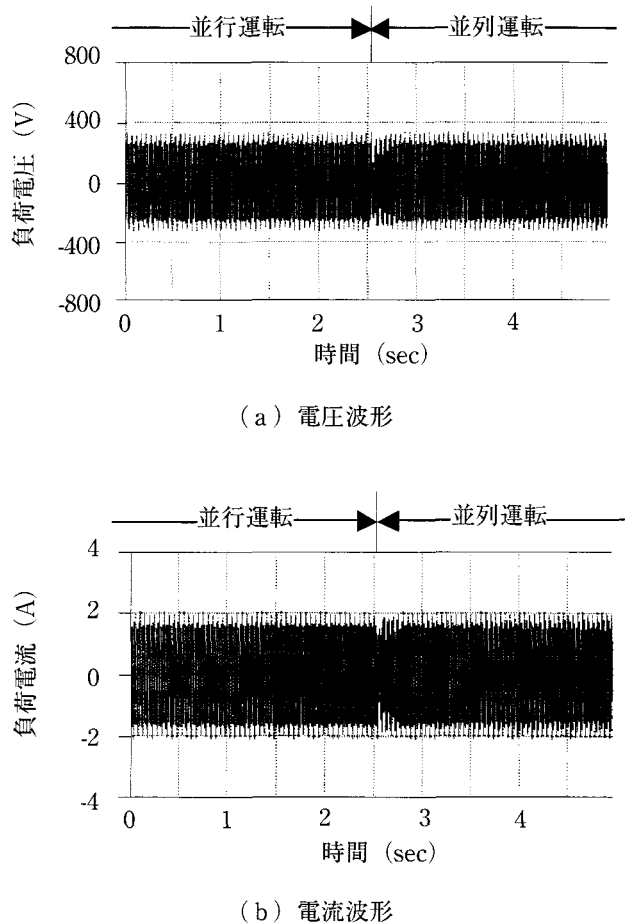 並行運転 並列運転
800
400
0
-400
-800
負荷電圧 (V)
0 1 2 3 4
時間 (sec)
(a) 電圧波形
並行運転 並列運転
4
2
0
-2
-4
負荷電流 (A)
0 1 2 3 4
時間 (sec)
(b) 電流波形